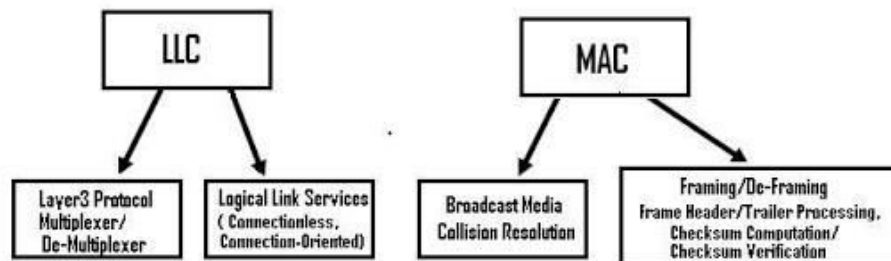 LLC
MAC
Layer3 Protocol
Multiplexer/
De-Multiplexer
Logical Link Services
( Connectionless,
Connection-Oriented)
Broadcast Media
Collision Resolution
Framing/De-Framing
Frame Header/Trailer Processing,
Checksum Computation/
Checksum Verification